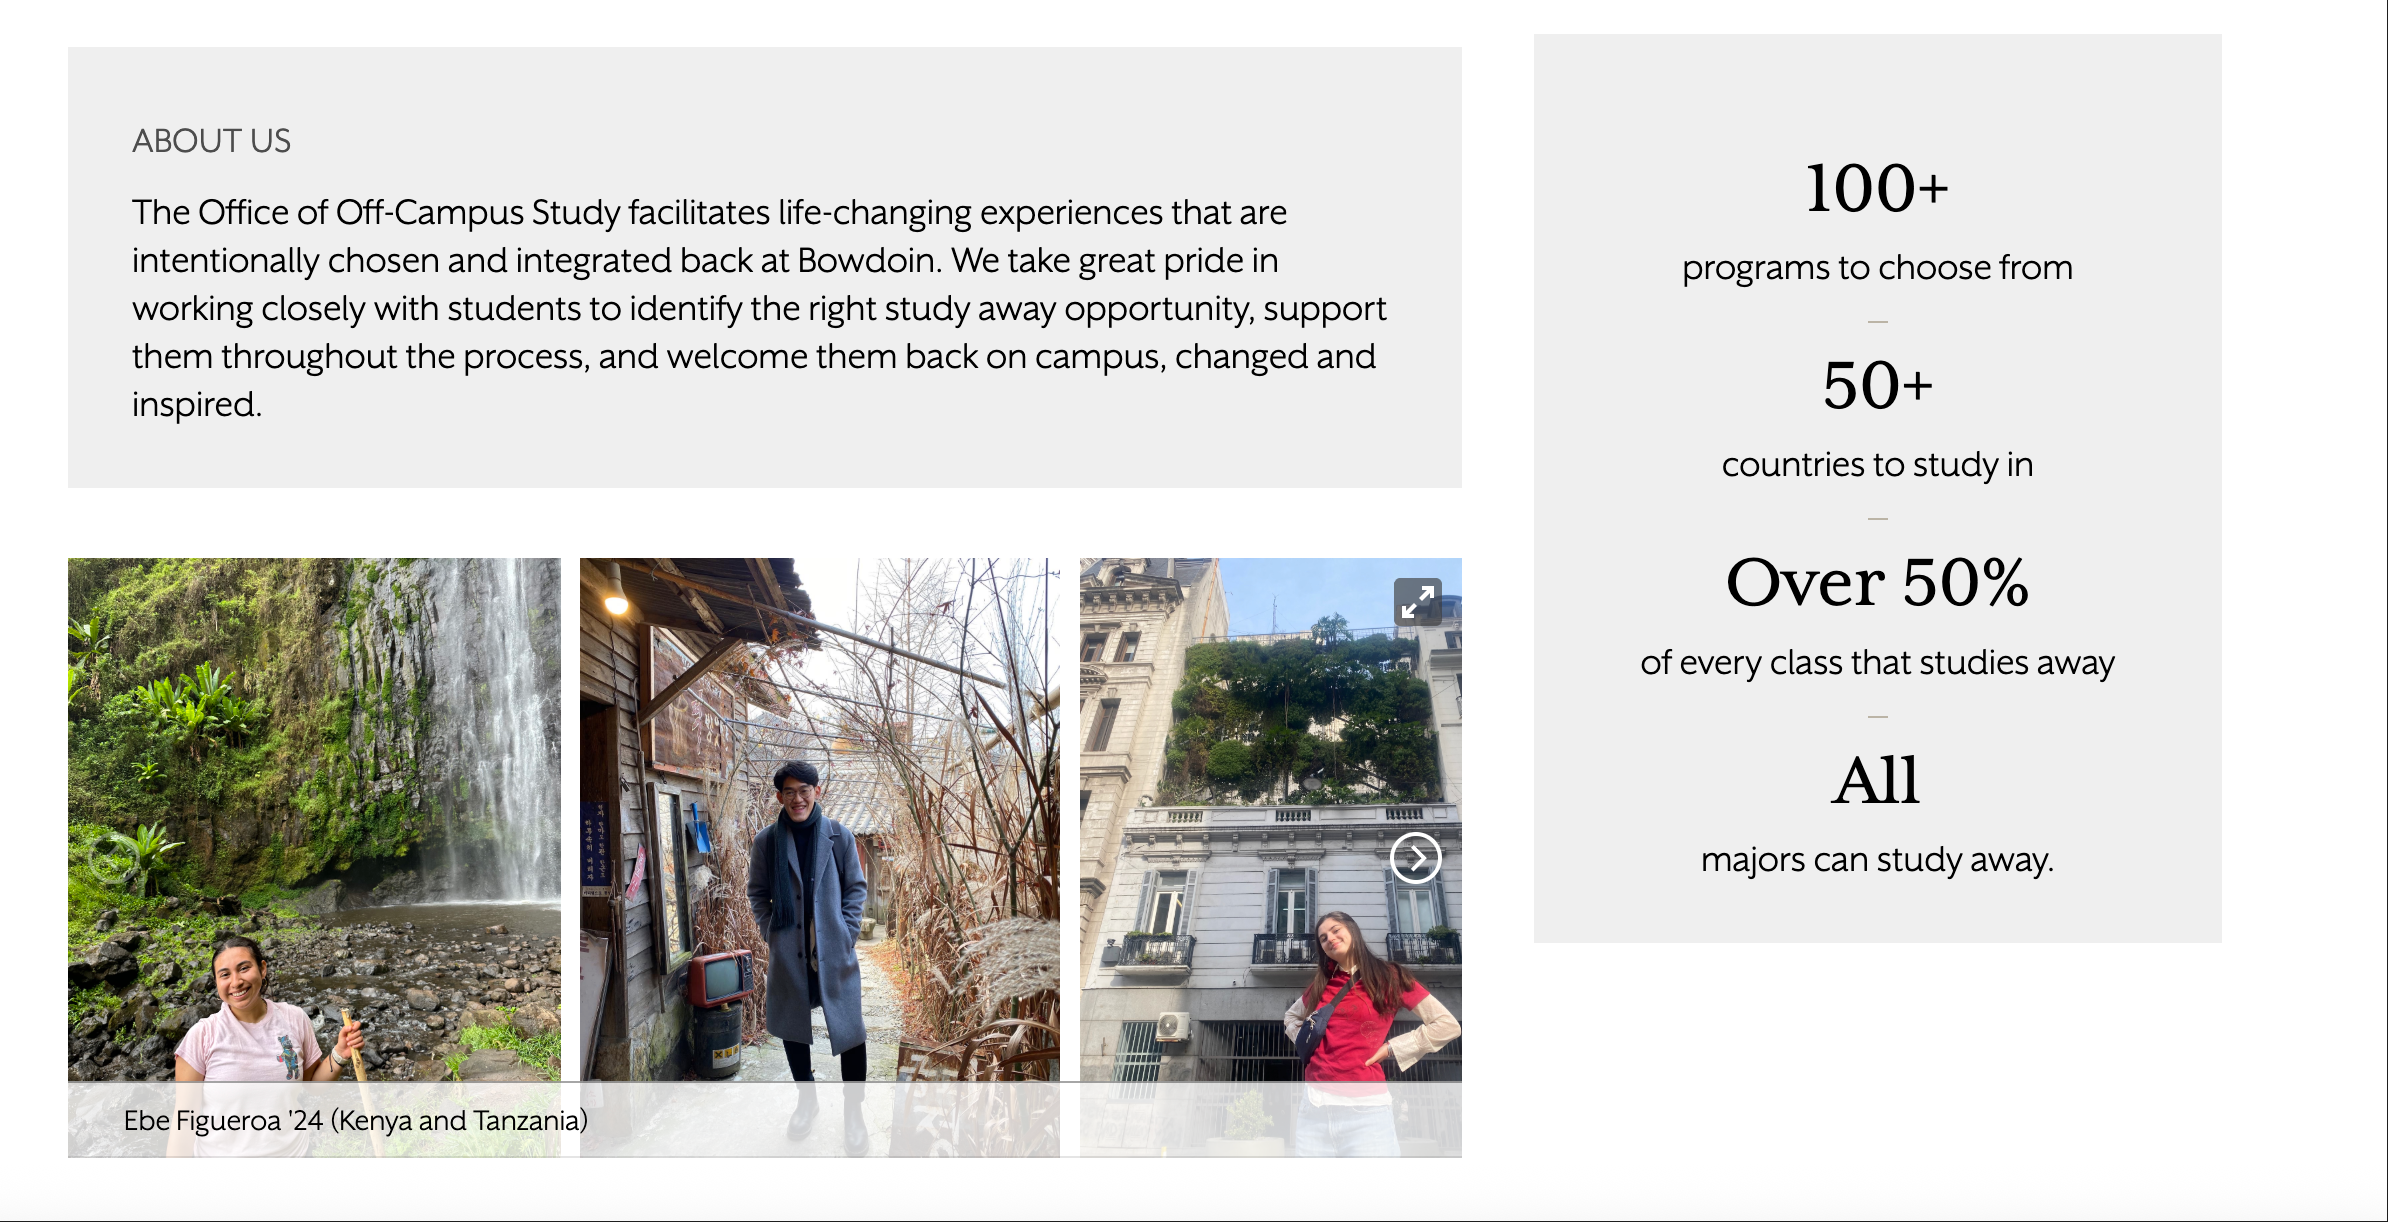 ABOUT US
The Office of Off-Campus Study facilitates life-changing experiences that are
intentionally chosen and integrated back at Bowdoin. We take great pride in
working closely with students to identify the right study away opportunity, support
them throughout the process, and welcome them back on campus, changed and
inspired.
Ebe Figueroa '24 (Kenya and Tanzania)
100+
programs to choose from
50+
countries to study in
Over 50%
of every class that studies away
All
majors can study away.